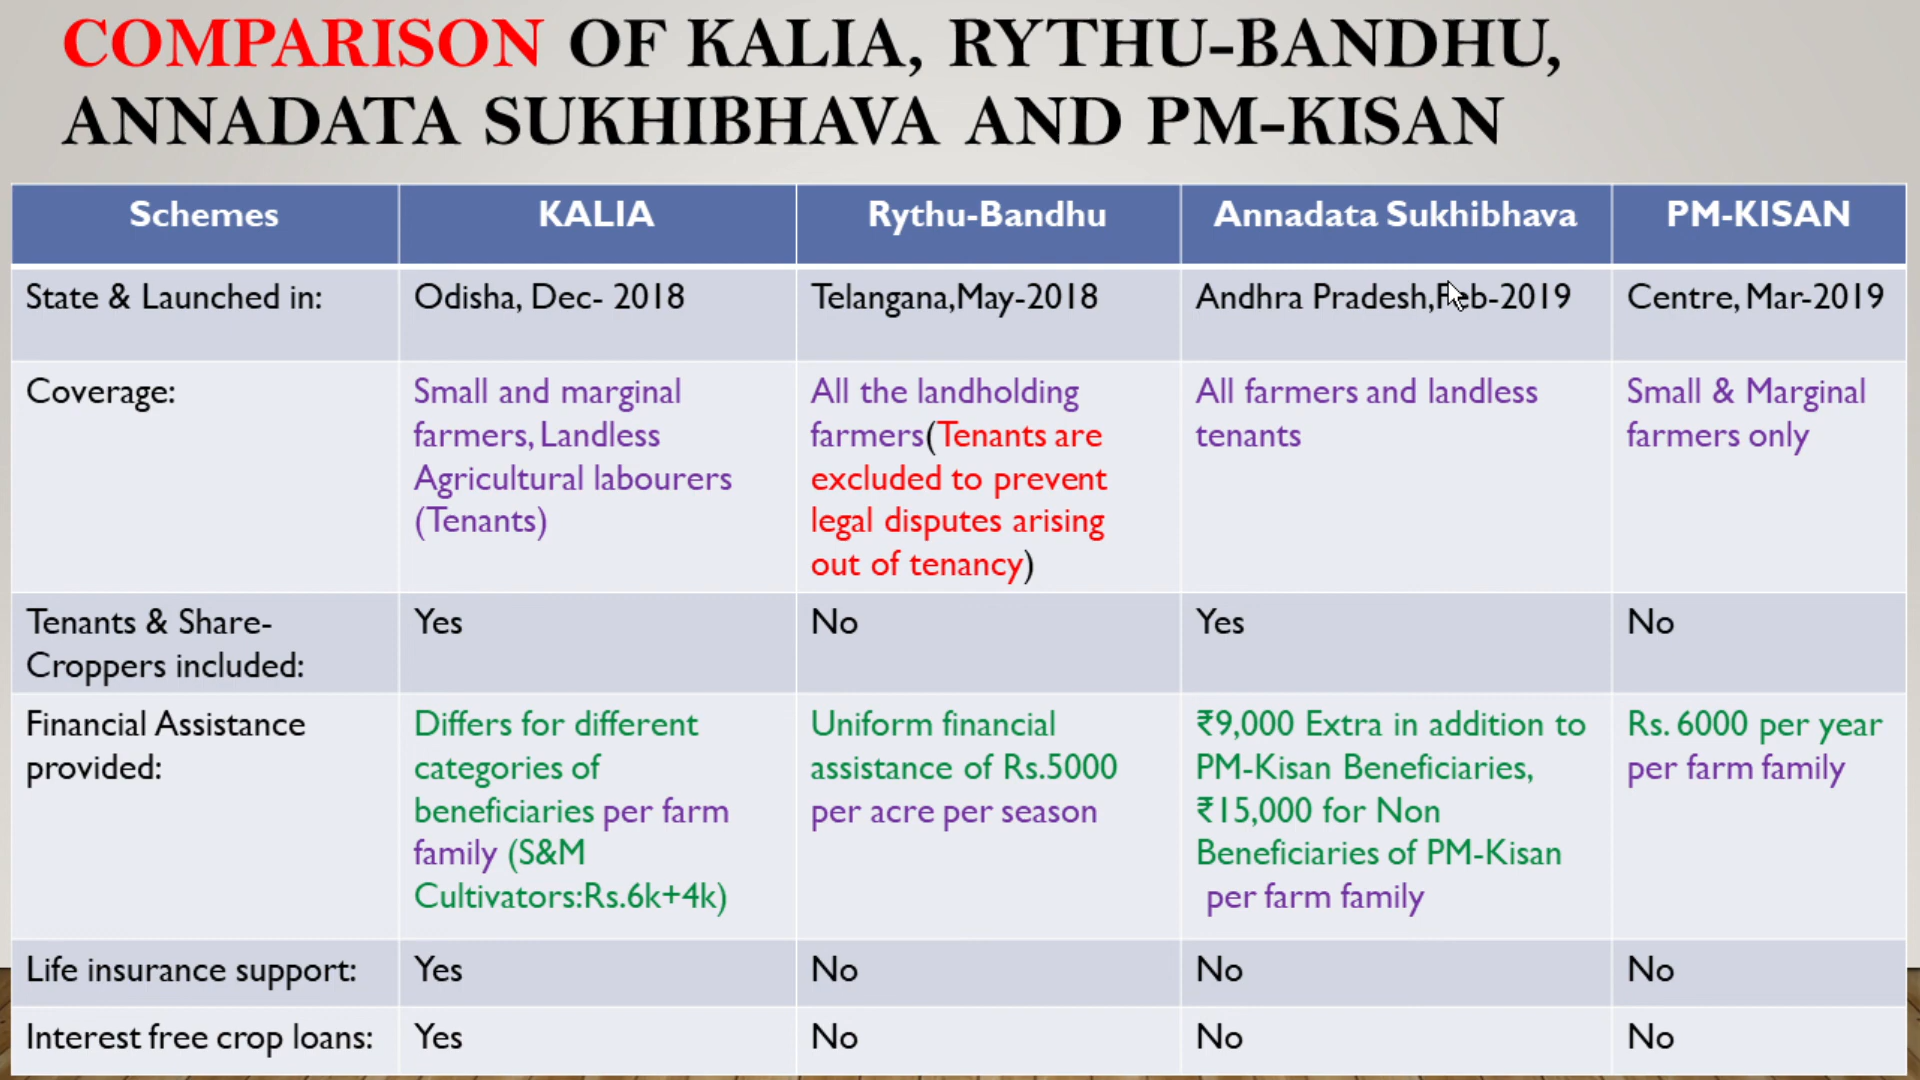 COMPARISON OF KALIA, RYTHU-BANDHU,
ANNADATA SUKHIBHAVA AND PM-KISAN
Schemes KALIA Rythu-Bandhu Annadata Sukhibhava PM-KISAN
State & Launched in: Odisha, Dec- 2018 Telangana,May-2018 Andhra Pradesh,Feb-2019 Centre, Mar-2019
Coverage:
Small and marginal
farmers, Landless
Agricultural labourers
(Tenants)
All the landholding
farmers(Tenants are
excluded to prevent
legal disputes arising
out of tenancy)
All farmers and landless
tenants
Small & Marginal
farmers only
Tenants & Share-
Croppers included:
Yes
No
Yes
No
Financial Assistance
provided:
Differs for different
categories of
beneficiaries per farm
family (S&M
Cultivators:Rs.6k+4k)
Uniform financial
assistance of Rs.5000
per acre per season
₹9,000 Extra in addition to
PM-Kisan Beneficiaries,
₹15,000 for Non
Beneficiaries of PM-Kisan
per farm family
Rs. 6000 per year
per farm family
Life insurance support: Yes No No No
Interest free crop loans: Yes No No No